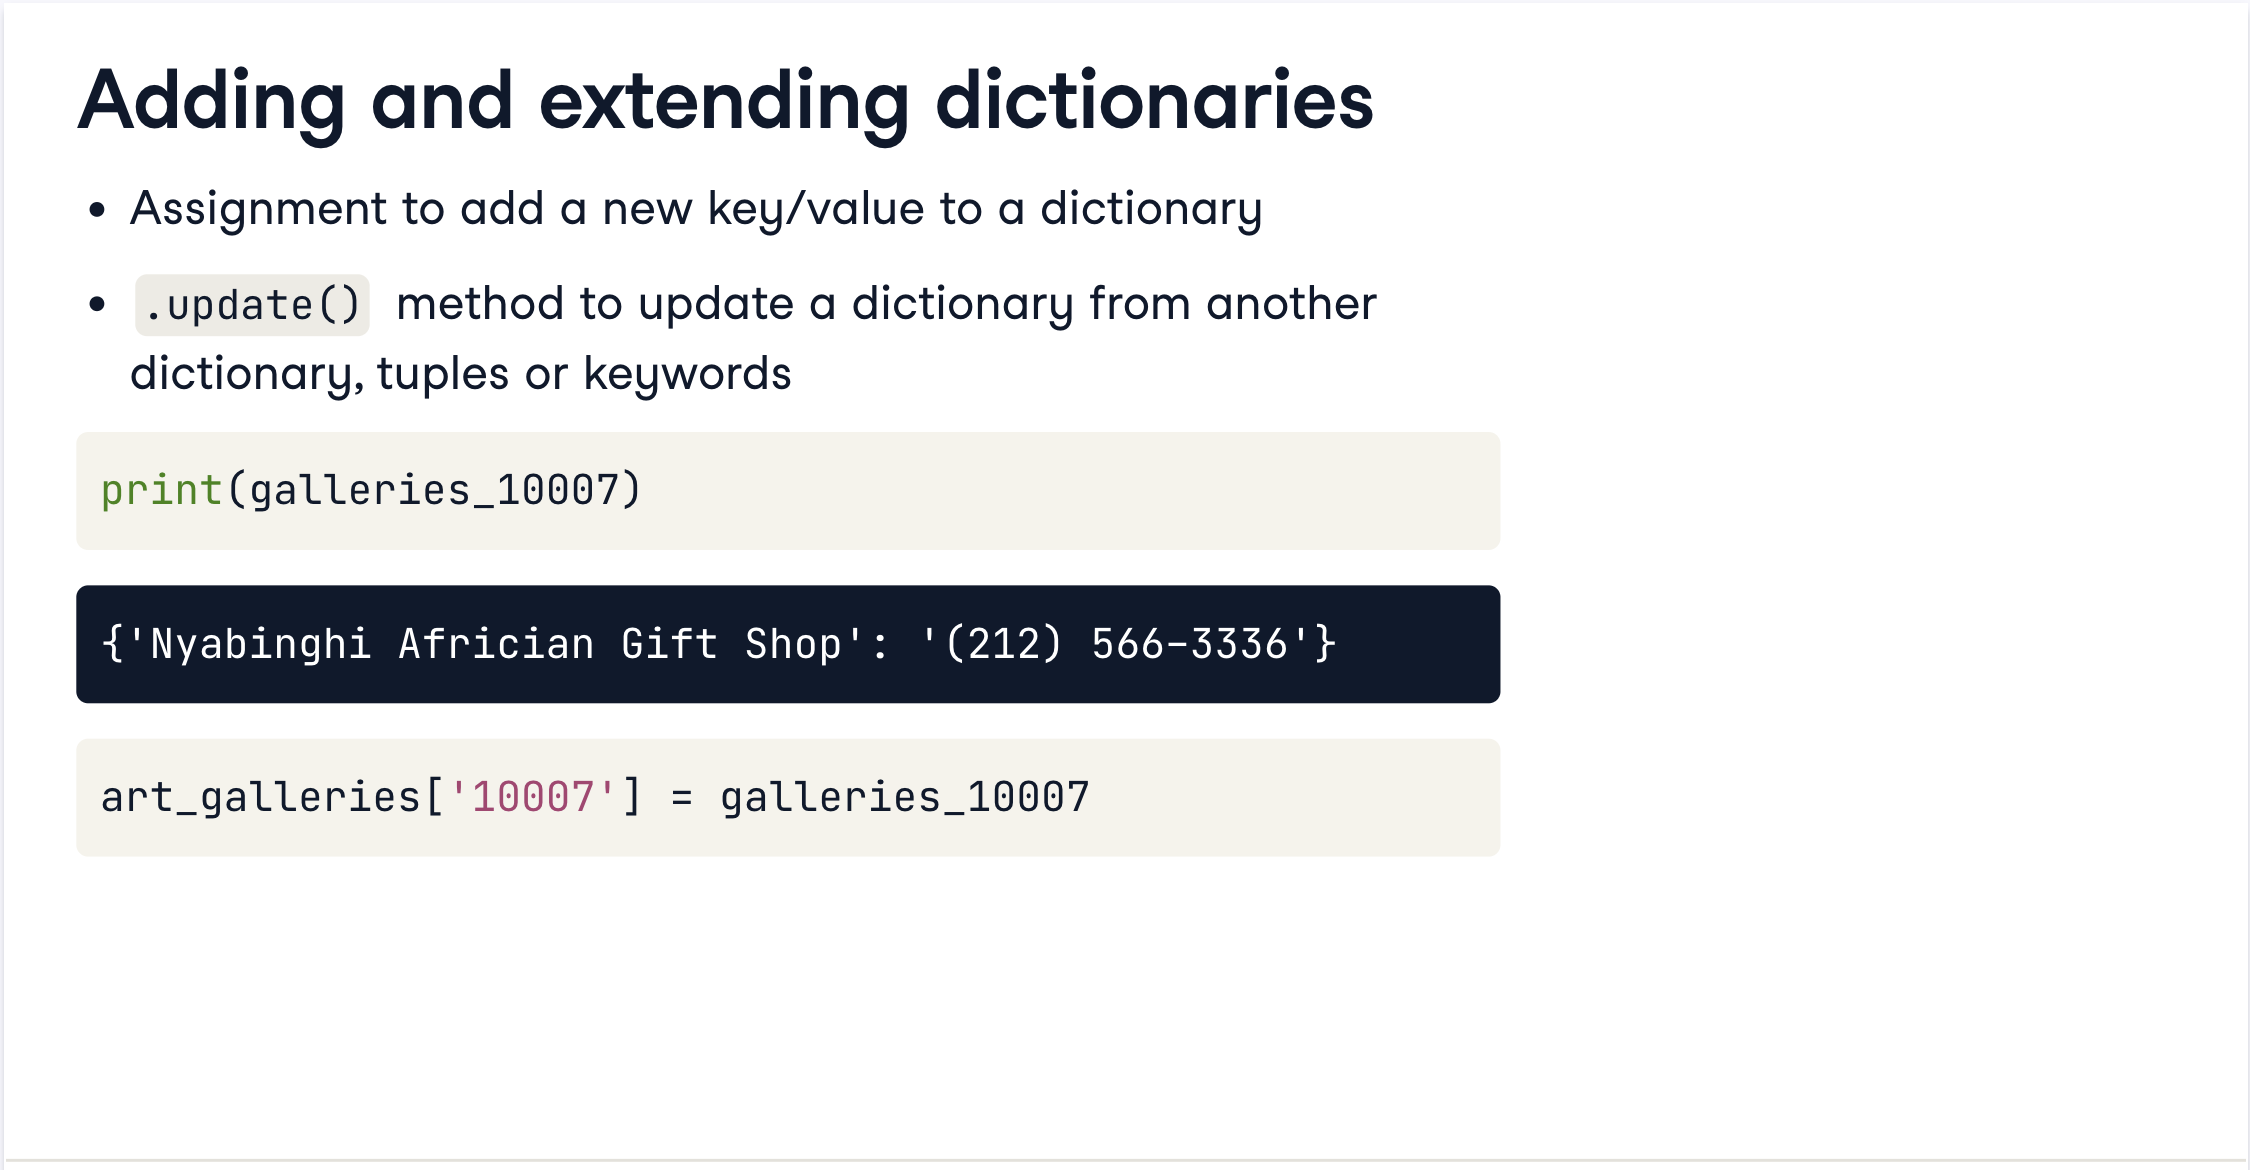 Adding and extending dictionaries
• Assignment to add a new key/value to a dictionary
• .update() method to update a dictionary from another
dictionary, tuples or keywords
print(galleries_10007)
{'Nyabinghi Africian Gift Shop': '(212) 566-3336'}
art_galleries['10007'] = galleries_10007